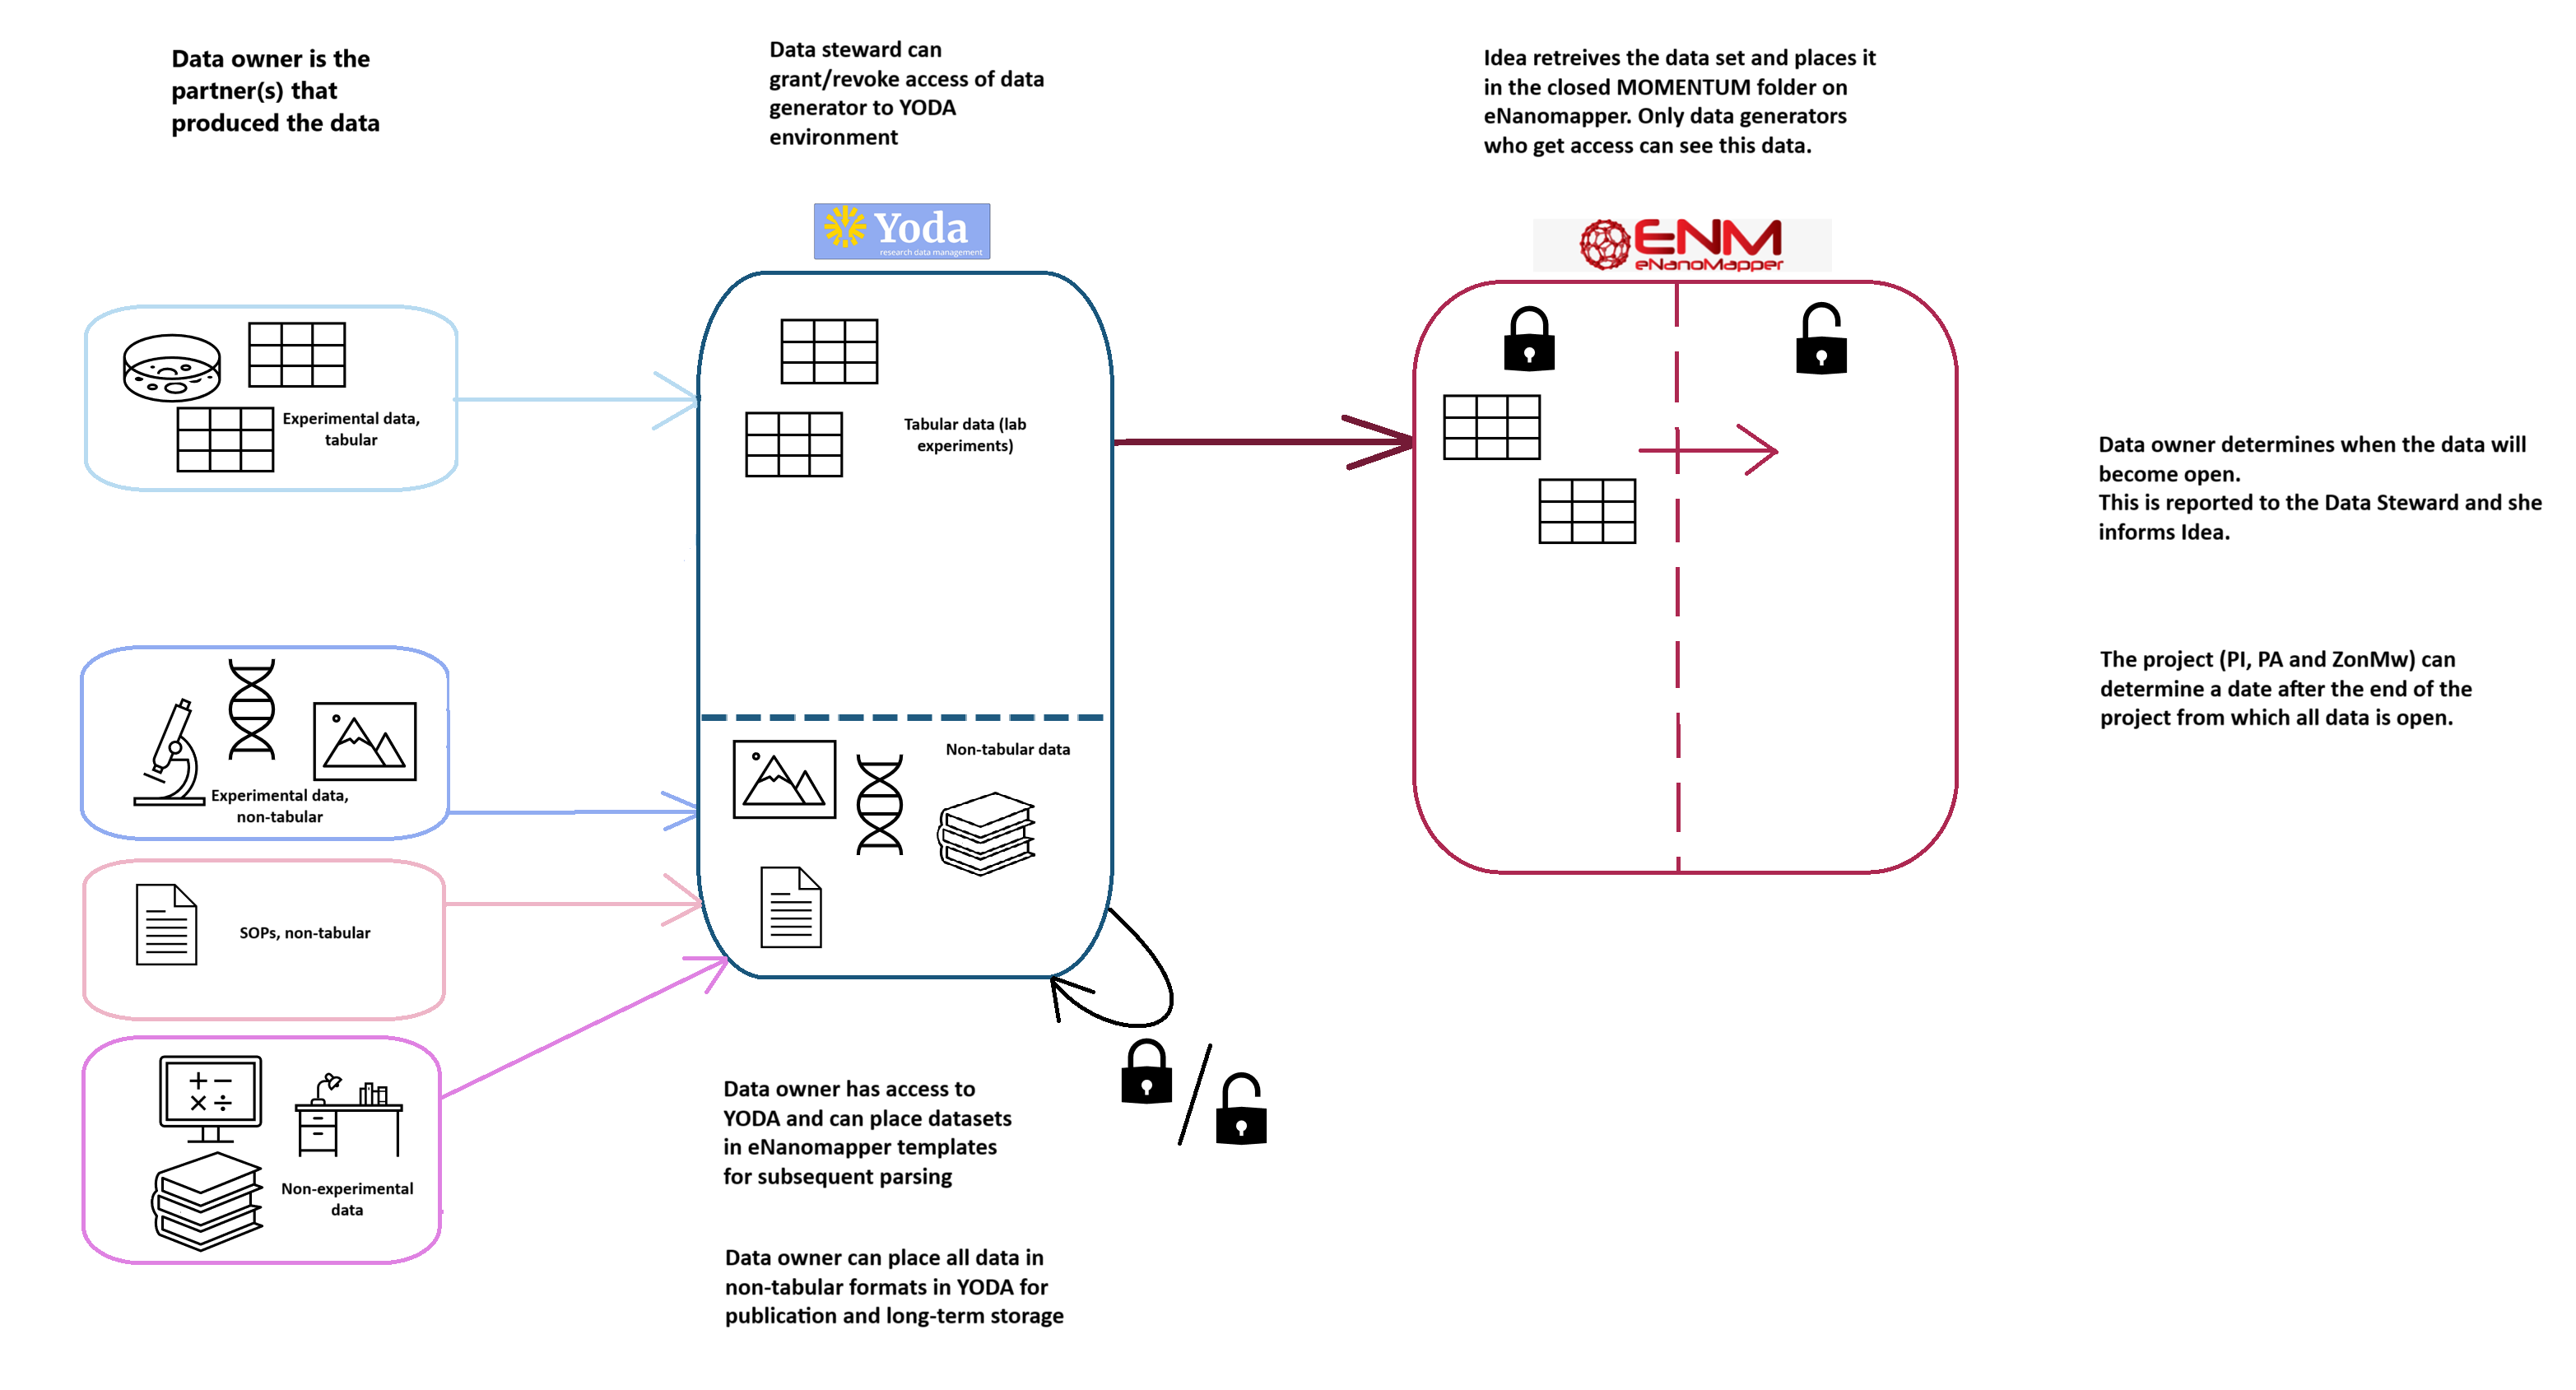 Data owner is the
partner(s) that
produced the data
Data steward can
grant/revoke access of data
generator to YODA
environment
Idea retreives the data set and places it
in the closed MOMENTUM folder on
eNanomapper. Only data generators
who get access can see this data.
Yoda
research data management
ENM
eNanoMapper
Experimental data,
tabular
Tabular data (lab
experiments)
Data owner determines when the data will
become open.
This is reported to the Data Steward and she
informs Idea.
The project (PI, PA and ZonMw) can
determine a date after the end of the
project from which all data is open.
Non-tabular data
Experimental data,
non-tabular
SOPs, non-tabular
Non-experimental
data
Data owner has access to
YODA and can place datasets
in eNanomapper templates
for subsequent parsing
Data owner can place all data in
non-tabular formats in YODA for
publication and long-term storage